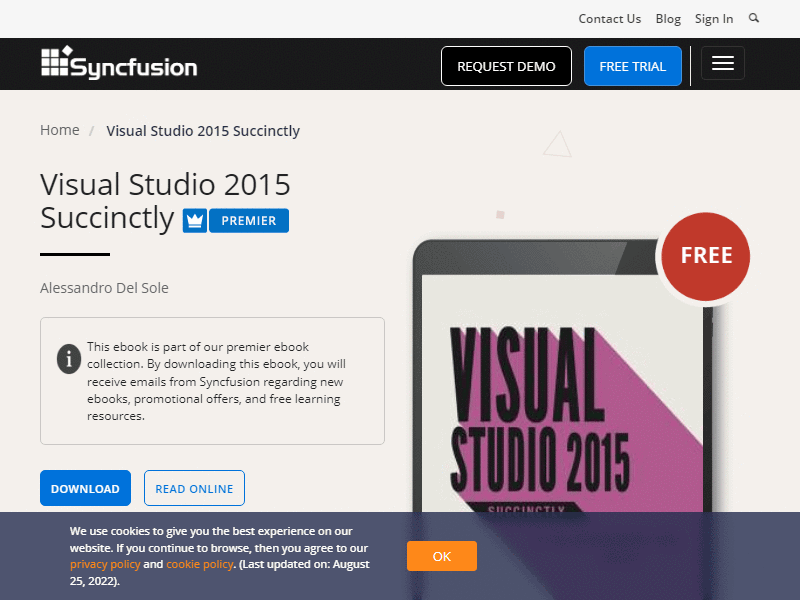 Contact Us Blog Sign In
Syncfusion
REQUEST DEMO
FREE TRIAL
Home / Visual Studio 2015 Succinctly
Visual Studio 2015
Succinctly PREMIER
Alessandro Del Sole
This ebook is part of our premier ebook
collection. By downloading this ebook, you will
receive emails from Syncfusion regarding new
ebooks, promotional offers, and free learning
resources.
DOWNLOAD
READ ONLINE
FREE
VISUAL
STUDIO 2015
SUCCINCTLY
We use cookies to give you the best experience on our
website. If you continue to browse, then you agree to our
privacy policy and cookie policy. (Last updated on: August
25, 2022).
OK